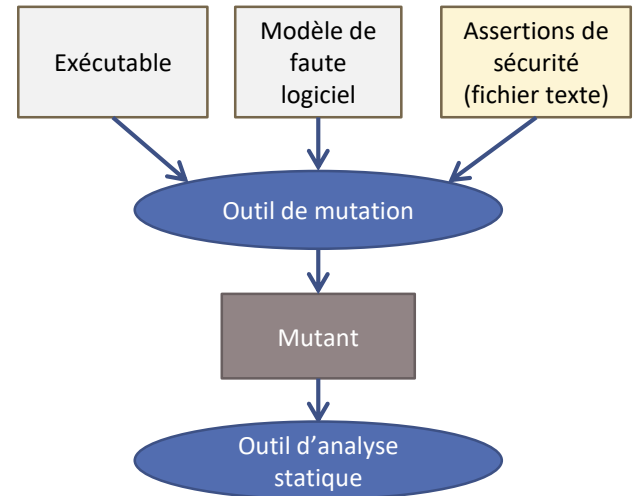 Exécutable
Modèle de
faute
logiciel
Assertions de
sécurité
(fichier texte)
Outil de mutation
Mutant
Outil d’analyse
statique